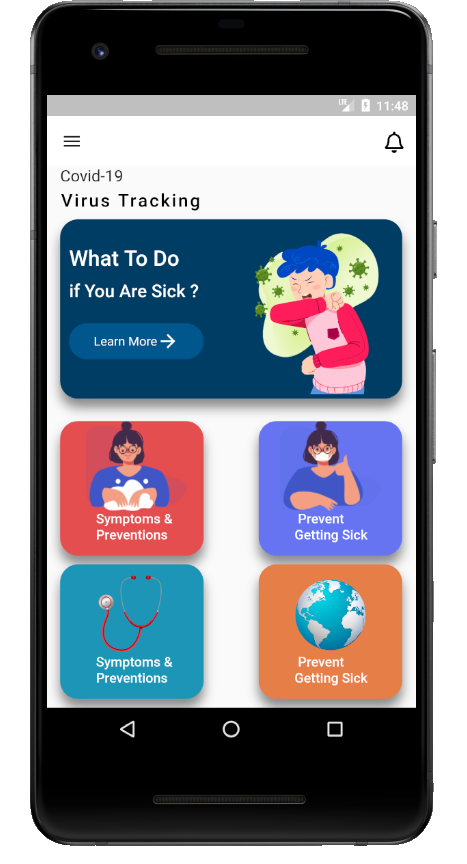 LTE 11:48
Covid-19
Virus Tracking
What To Do
if You Are Sick ?
Learn More
Symptoms &
Preventions
Prevent
Getting Sick
Symptoms &
Preventions
Prevent
Getting Sick